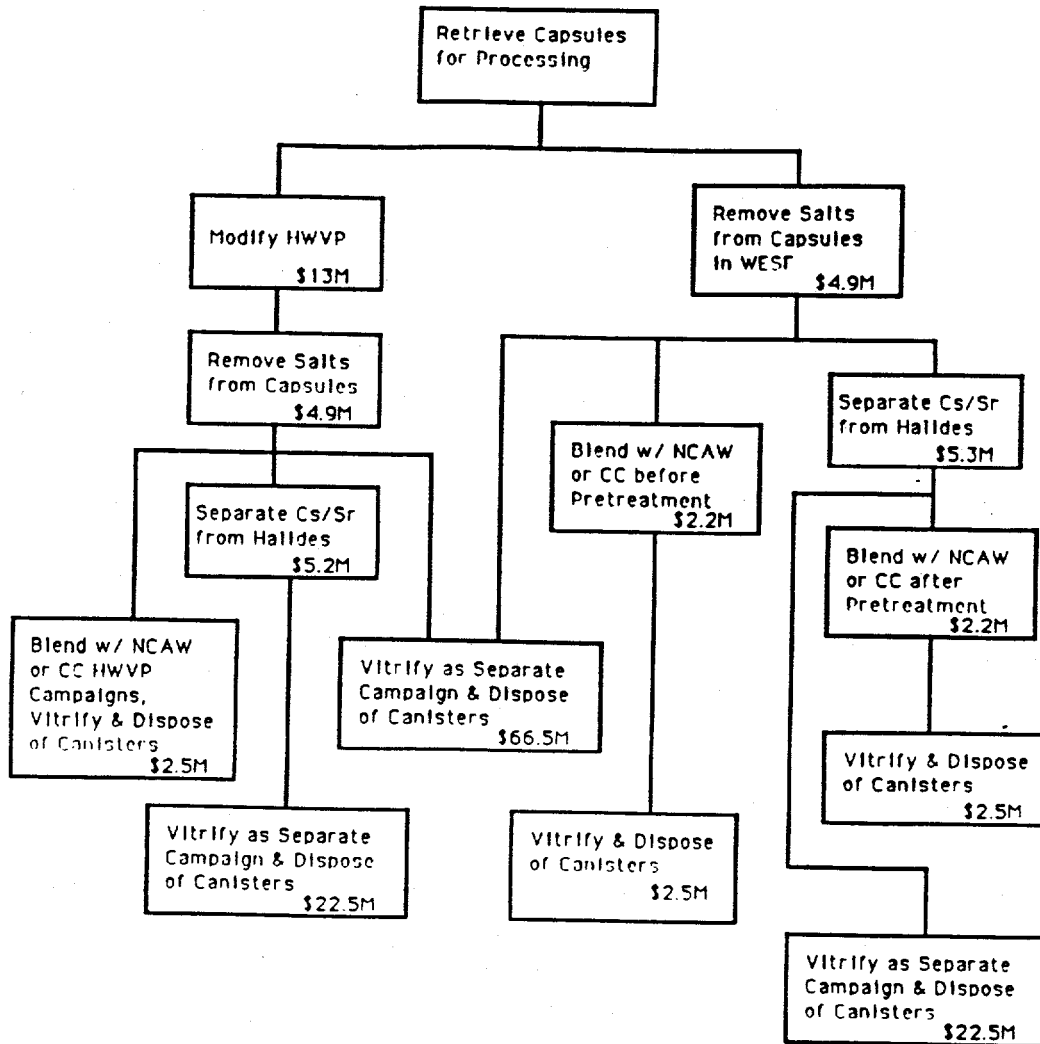 Retrieve Capsules
for Processing
Modify HWVP
$13M
Remove Salts
from Capsules
in WESF
$4.9M
Remove Salts
from Capsules
$4.9M
Separate Cs/Sr
from Halides
$5.3M
Blend w/ NCAW
or CC before
Pretreatment
$2.2M
Separate Cs/Sr
from Halides
$5.2M
Blend w/ NCAW
or CC after
Pretreatment
$2.2M
Blend w/ NCAW
or CC HWVP
Campaigns,
Vitrify & Dispose
of Canisters
$2.5M
Vitrify as Separate
Campaign & Dispose
of Canisters
$66.5M
Vitrify & Dispose
of Canisters
$2.5M
Vitrify as Separate
Campaign & Dispose
of Canisters
$22.5M
Vitrify & Dispose
of Canisters
$2.5M
Vitrify as Separate
Campaign & Dispose
of Canisters
$22.5M